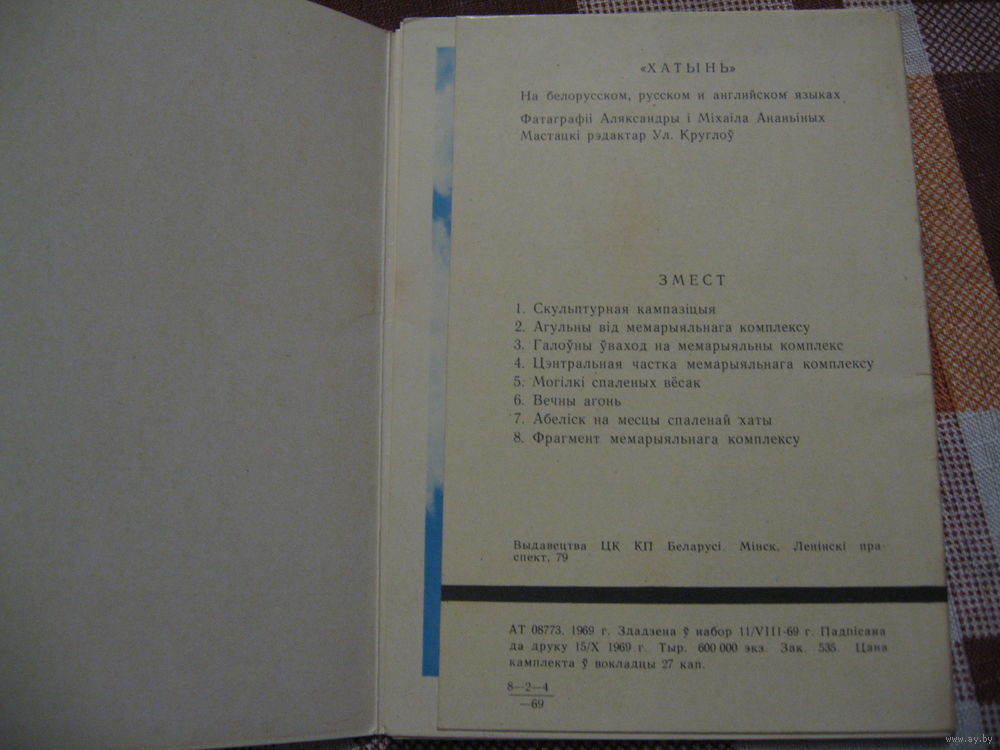 «ХАТЫНЬ»
На белорусском, русском и английском языках
Фатаграфіі Аляксандры і Міхаіла Ананьіных
Мастацкі рэдактар Ул. Круглоў
ЗМЕСТ
1. Скульптурная кампазіцыя
2. Агульны від мемарыяльнага комплексу
3. Галоўны ўваход на мемарыяльны комплекс
4. Цэнтральная частка мемарыяльнага комплексу
5. Могілкі спаленых вёсак
6. Вечны агонь
7. Абеліск на месцы спаленай хаты
8. Фрагмент мемарыяльнага комплексу
Выдавецтва ЦК КП Беларусі. Мінск, Ленінскі пра-
спект, 79
АТ 08773. 1969 г. Здадзена ў набор 11/VIII-69 г. Падпісана
да друку 15/X 1969 г. Тыр. 600 000 экз. Зак. 535. Цана
камплекта ў вокладцы 27 кап.
8—2—4
—69
www.ay.by